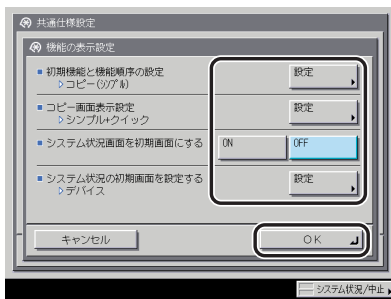 共通仕様設定
機能の表示設定
初期機能と機能順序の設定
コピー(シンプル)
設定
コピー画面表示設定
シンプル+クイック
設定
システム状況画面を初期画面にする
ON
OFF
システム状況の初期画面を設定する
デバイス
設定
キャンセル
OK
システム状況/中止